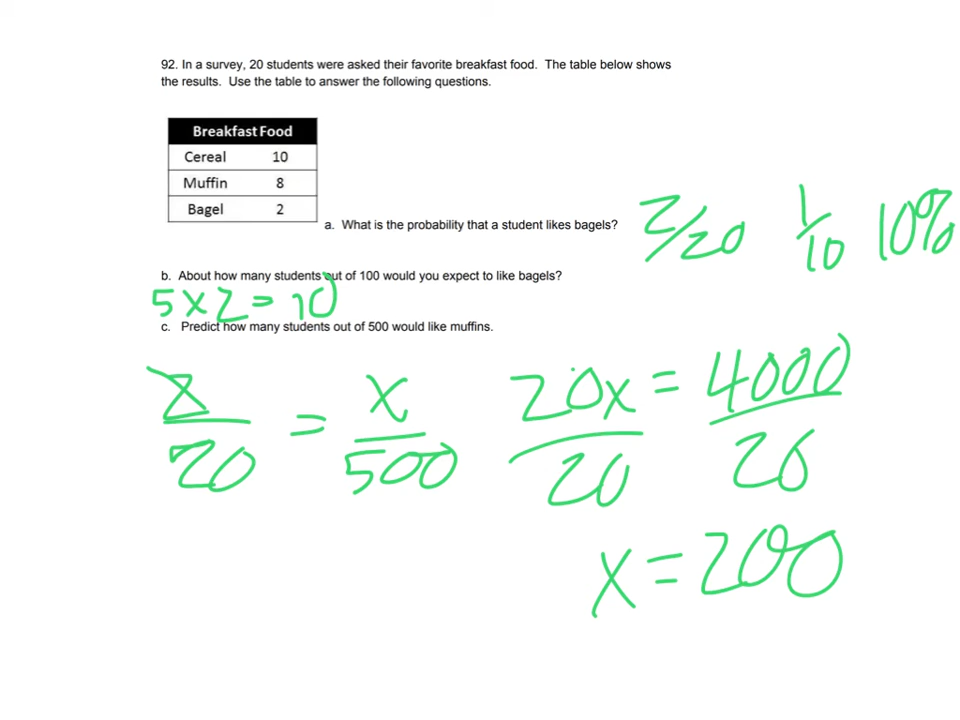 92. In a survey, 20 students were asked their favorite breakfast food. The table below shows
the results. Use the table to answer the following questions.
Breakfast Food
Cereal 10
Muffin 8
Bagel 2
a. What is the probability that a student likes bagels? 2/20 1/10 10%
b. About how many students out of 100 would you expect to like bagels?
5 x 2 = 10
c. Predict how many students out of 500 would like muffins.
8/20 = x/500 20x/20 = 4000/20
x = 200